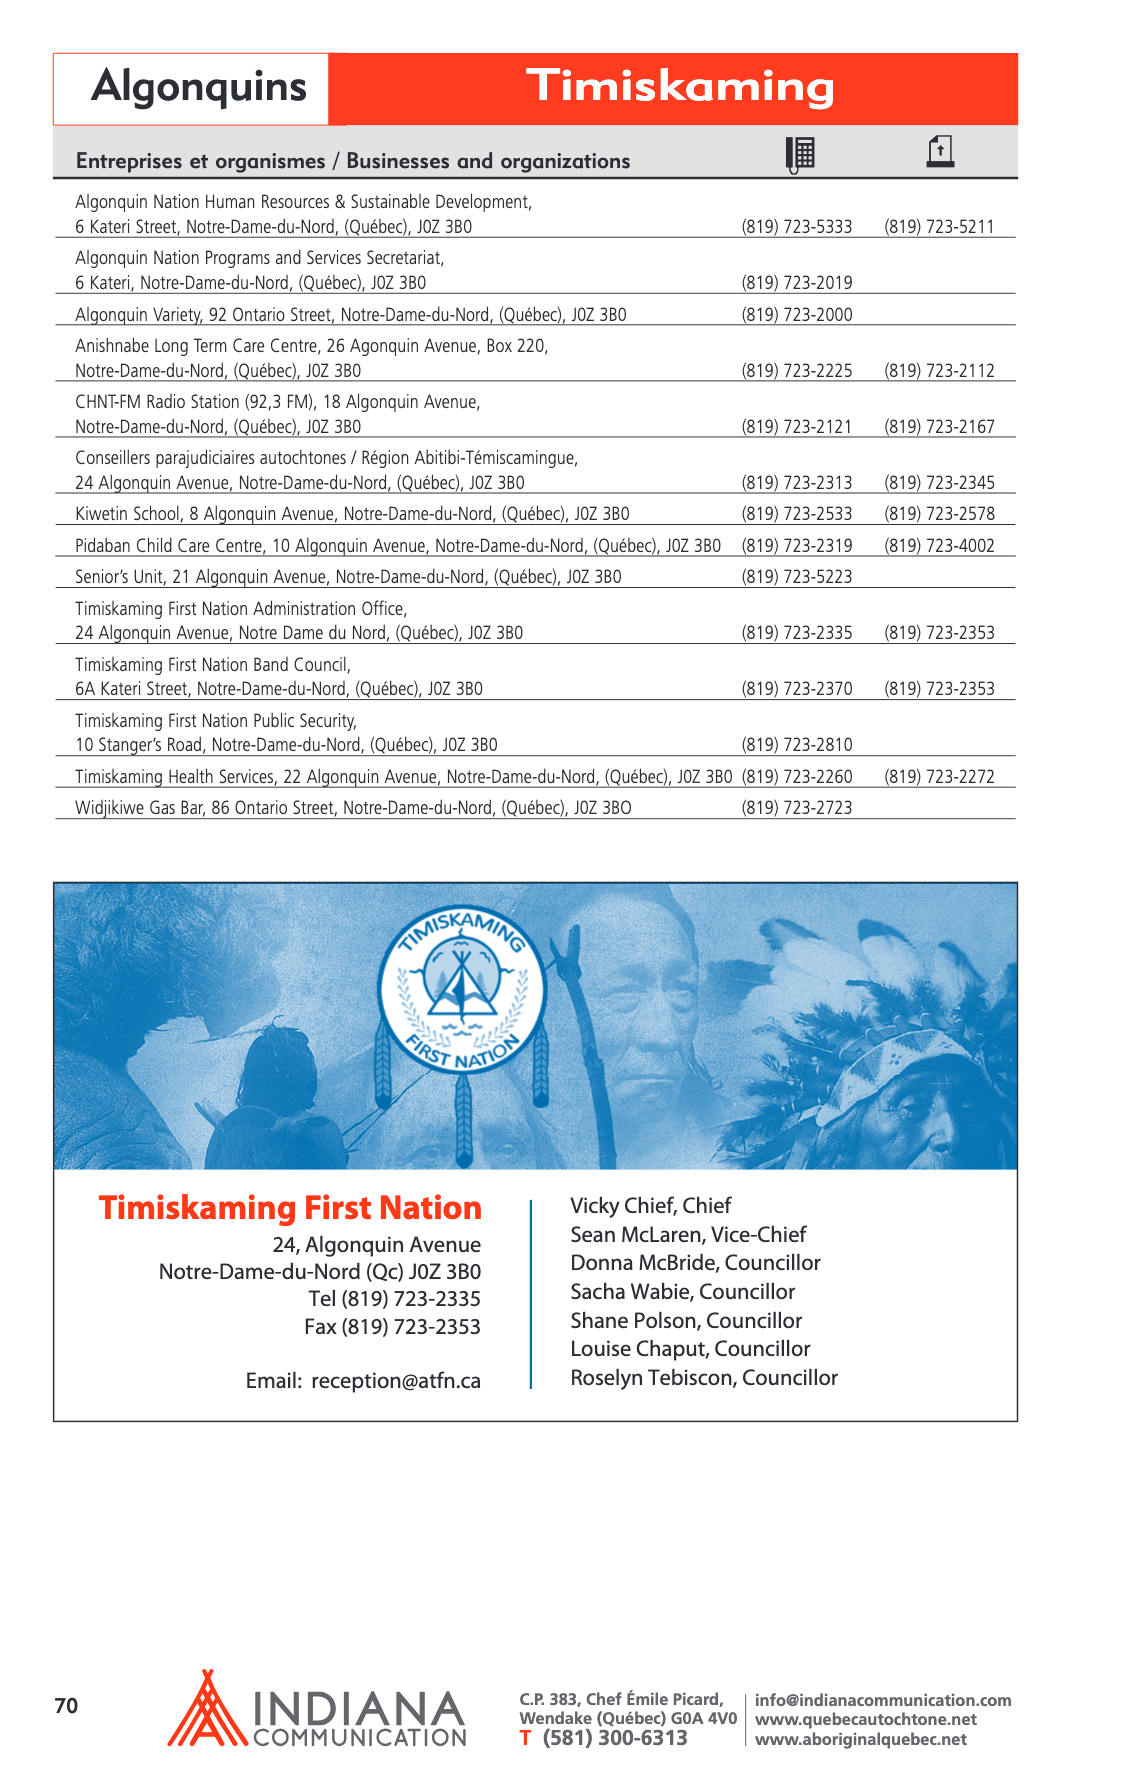 Algonquins
Timiskaming
Entreprises et organismes / Businesses and organizations
Algonquin Nation Human Resources & Sustainable Development,
6 Kateri Street, Notre-Dame-du-Nord, (Québec), J0Z 3B0 (819) 723-5333 (819) 723-5211
Algonquin Nation Programs and Services Secretariat,
6 Kateri, Notre-Dame-du-Nord, (Québec), J0Z 3B0 (819) 723-2019
Algonquin Variety, 92 Ontario Street, Notre-Dame-du-Nord, (Québec), J0Z 3B0 (819) 723-2000
Anishnabe Long Term Care Centre, 26 Agonquin Avenue, Box 220,
Notre-Dame-du-Nord, (Québec), J0Z 3B0 (819) 723-2225 (819) 723-2112
CHNT-FM Radio Station (92,3 FM), 18 Algonquin Avenue,
Notre-Dame-du-Nord, (Québec), J0Z 3B0 (819) 723-2121 (819) 723-2167
Conseillers parajudiciaires autochtones / Région Abitibi-Témiscamingue,
24 Algonquin Avenue, Notre-Dame-du-Nord, (Québec), J0Z 3B0 (819) 723-2313 (819) 723-2345
Kiwetin School, 8 Algonquin Avenue, Notre-Dame-du-Nord, (Québec), J0Z 3B0 (819) 723-2533 (819) 723-2578
Pidaban Child Care Centre, 10 Algonquin Avenue, Notre-Dame-du-Nord, (Québec), J0Z 3B0 (819) 723-2319 (819) 723-4002
Senior’s Unit, 21 Algonquin Avenue, Notre-Dame-du-Nord, (Québec), J0Z 3B0 (819) 723-5223
Timiskaming First Nation Administration Office,
24 Algonquin Avenue, Notre Dame du Nord, (Québec), J0Z 3B0 (819) 723-2335 (819) 723-2353
Timiskaming First Nation Band Council,
6A Kateri Street, Notre-Dame-du-Nord, (Québec), J0Z 3B0 (819) 723-2370 (819) 723-2353
Timiskaming First Nation Public Security,
10 Stanger’s Road, Notre-Dame-du-Nord, (Québec), J0Z 3B0 (819) 723-2810
Timiskaming Health Services, 22 Algonquin Avenue, Notre-Dame-du-Nord, (Québec), J0Z 3B0 (819) 723-2260 (819) 723-2272
Widjikiwe Gas Bar, 86 Ontario Street, Notre-Dame-du-Nord, (Québec), J0Z 3BO (819) 723-2723
TIMISKAMING
FIRST NATION
Timiskaming First Nation
24, Algonquin Avenue
Notre-Dame-du-Nord (Qc) J0Z 3B0
Tel (819) 723-2335
Fax (819) 723-2353
Email: reception@atfn.ca
Vicky Chief, Chief
Sean McLaren, Vice-Chief
Donna McBride, Councillor
Sacha Wabie, Councillor
Shane Polson, Councillor
Louise Chaput, Councillor
Roselyn Tebiscon, Councillor
70
INDIANA
COMMUNICATION
C.P. 383, Chef Émile Picard,
Wendake (Québec) G0A 4V0
T (581) 300-6313
info@indianacommunication.com
www.quebecautochtone.net
www.aboriginalquebec.net